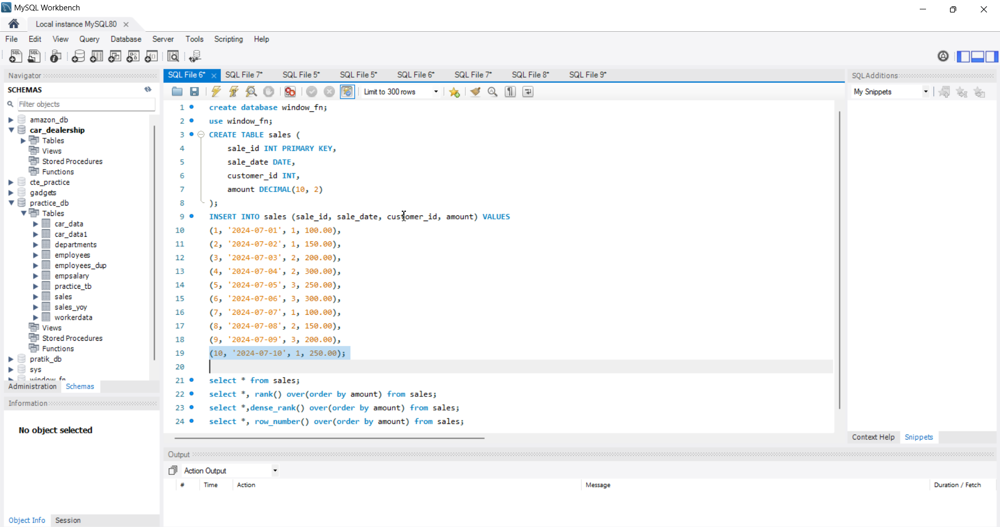 MySQL Workbench
Local instance MySQL80
File Edit View Query Database Server Tools Scripting Help
Navigator
SCHEMAS
Filter objects
amazon_db
car_dealership
Tables
Views
Stored Procedures
Functions
cte_practice
gadgets
practice_db
Tables
car_data
car_data1
departments
employees
employees_dup
empsalary
practice_tb
sales
sales_yoy
workerdata
Views
Stored Procedures
Functions
pratik_db
sys
window_fn
Administration Schemas
Information
No object selected
Object Info Session
SQL File 6* SQL File 7* SQL File 5* SQL File 5* SQL File 6* SQL File 7* SQL File 8* SQL File 9*
Limit to 300 rows
1 create database window_fn;
2 use window_fn;
3 CREATE TABLE sales (
4 sale_id INT PRIMARY KEY,
5 sale_date DATE,
6 customer_id INT,
7 amount DECIMAL(10, 2)
8 );
9 INSERT INTO sales (sale_id, sale_date, customer_id, amount) VALUES
10 (1, '2024-07-01', 1, 100.00),
11 (2, '2024-07-02', 1, 150.00),
12 (3, '2024-07-03', 2, 200.00),
13 (4, '2024-07-04', 2, 300.00),
14 (5, '2024-07-05', 3, 250.00),
15 (6, '2024-07-06', 3, 300.00),
16 (7, '2024-07-07', 1, 100.00),
17 (8, '2024-07-08', 2, 150.00),
18 (9, '2024-07-09', 3, 200.00),
19 (10, '2024-07-10', 1, 250.00);
20
21 select * from sales;
22 select *, rank() over(order by amount) from sales;
23 select *,dense_rank() over(order by amount) from sales;
24 select *, row_number() over(order by amount) from sales;
Output
Action Output
# Time Action Message Duration / Fetch
SQLAdditions
My Snippets
Context Help Snippets